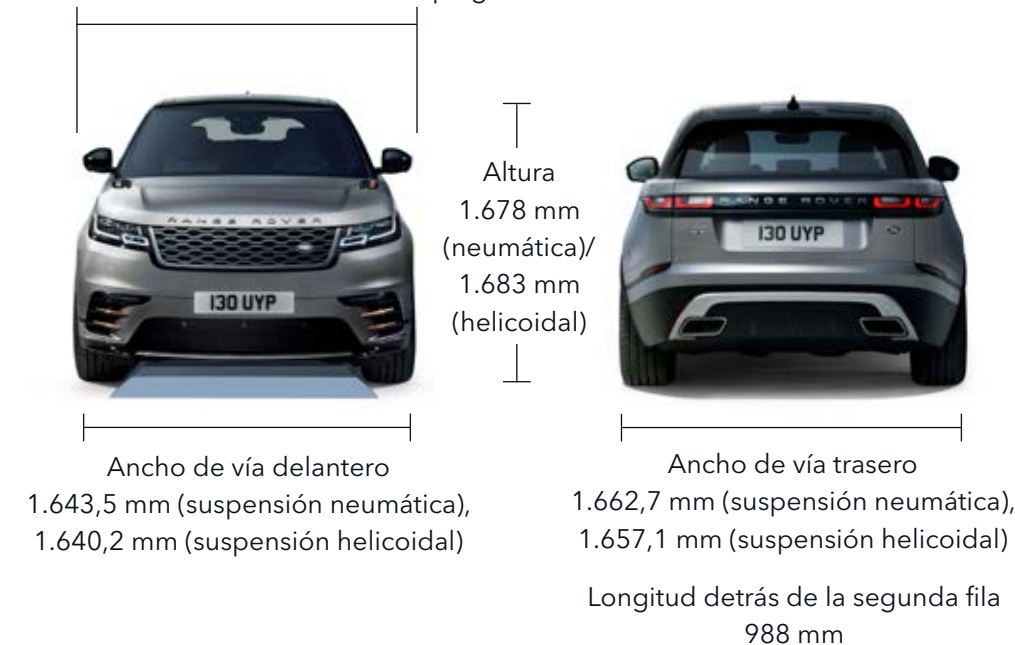 RANGE ROVER
130 UYP
Altura
1.678 mm
(neumática)/
1.683 mm
(helicoidal)
RANGE ROVER
130 UYP
Ancho de vía delantero
1.643,5 mm (suspensión neumática),
1.640,2 mm (suspensión helicoidal)
Ancho de vía trasero
1.662,7 mm (suspensión neumática),
1.657,1 mm (suspensión helicoidal)
Longitud detrás de la segunda fila
988 mm